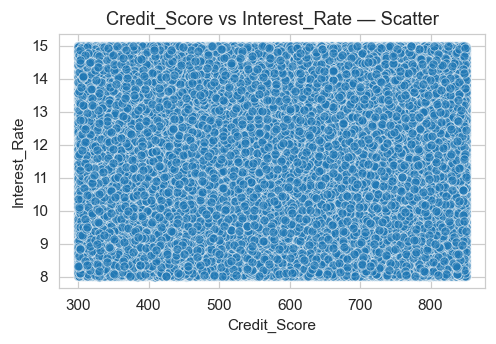 Credit_Score vs Interest_Rate — Scatter
15
14
13
12
11
10
9
8
Interest_Rate
300 400 500 600 700 800
Credit_Score